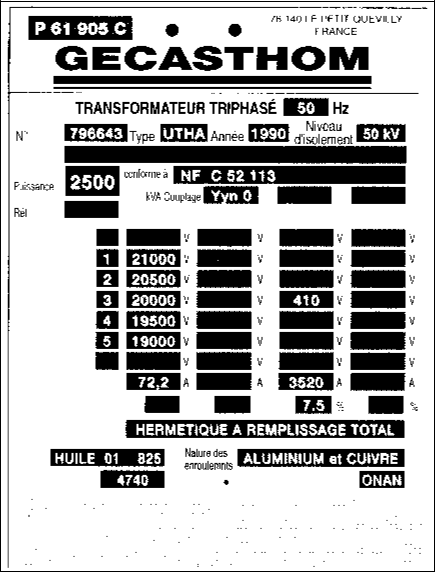 P 61 905 C
76 140 LE PETIT QUEVILLY
FRANCE
GECASTHOM
TRANSFORMATEUR TRIPHASÉ 50 Hz
N° 796643 Type UTHA Année 1990 Niveau d'isolement 50 kV
Puissance 2500 conforme à NF C 52 113
kVA Couplage Yyn 0
Réf
V V V V
1 21000 V V V V
2 20500 V V V V
3 20000 V V 410 V V
4 19500 V V V V
5 19000 V V V V
V V V V
72,2 A A 3520 A A
7.5 % %
HERMETIQUE A REMPLISSAGE TOTAL
HUILE 01 825 Nature des enroulemnts ALUMINIUM et CUIVRE
4740 ONAN